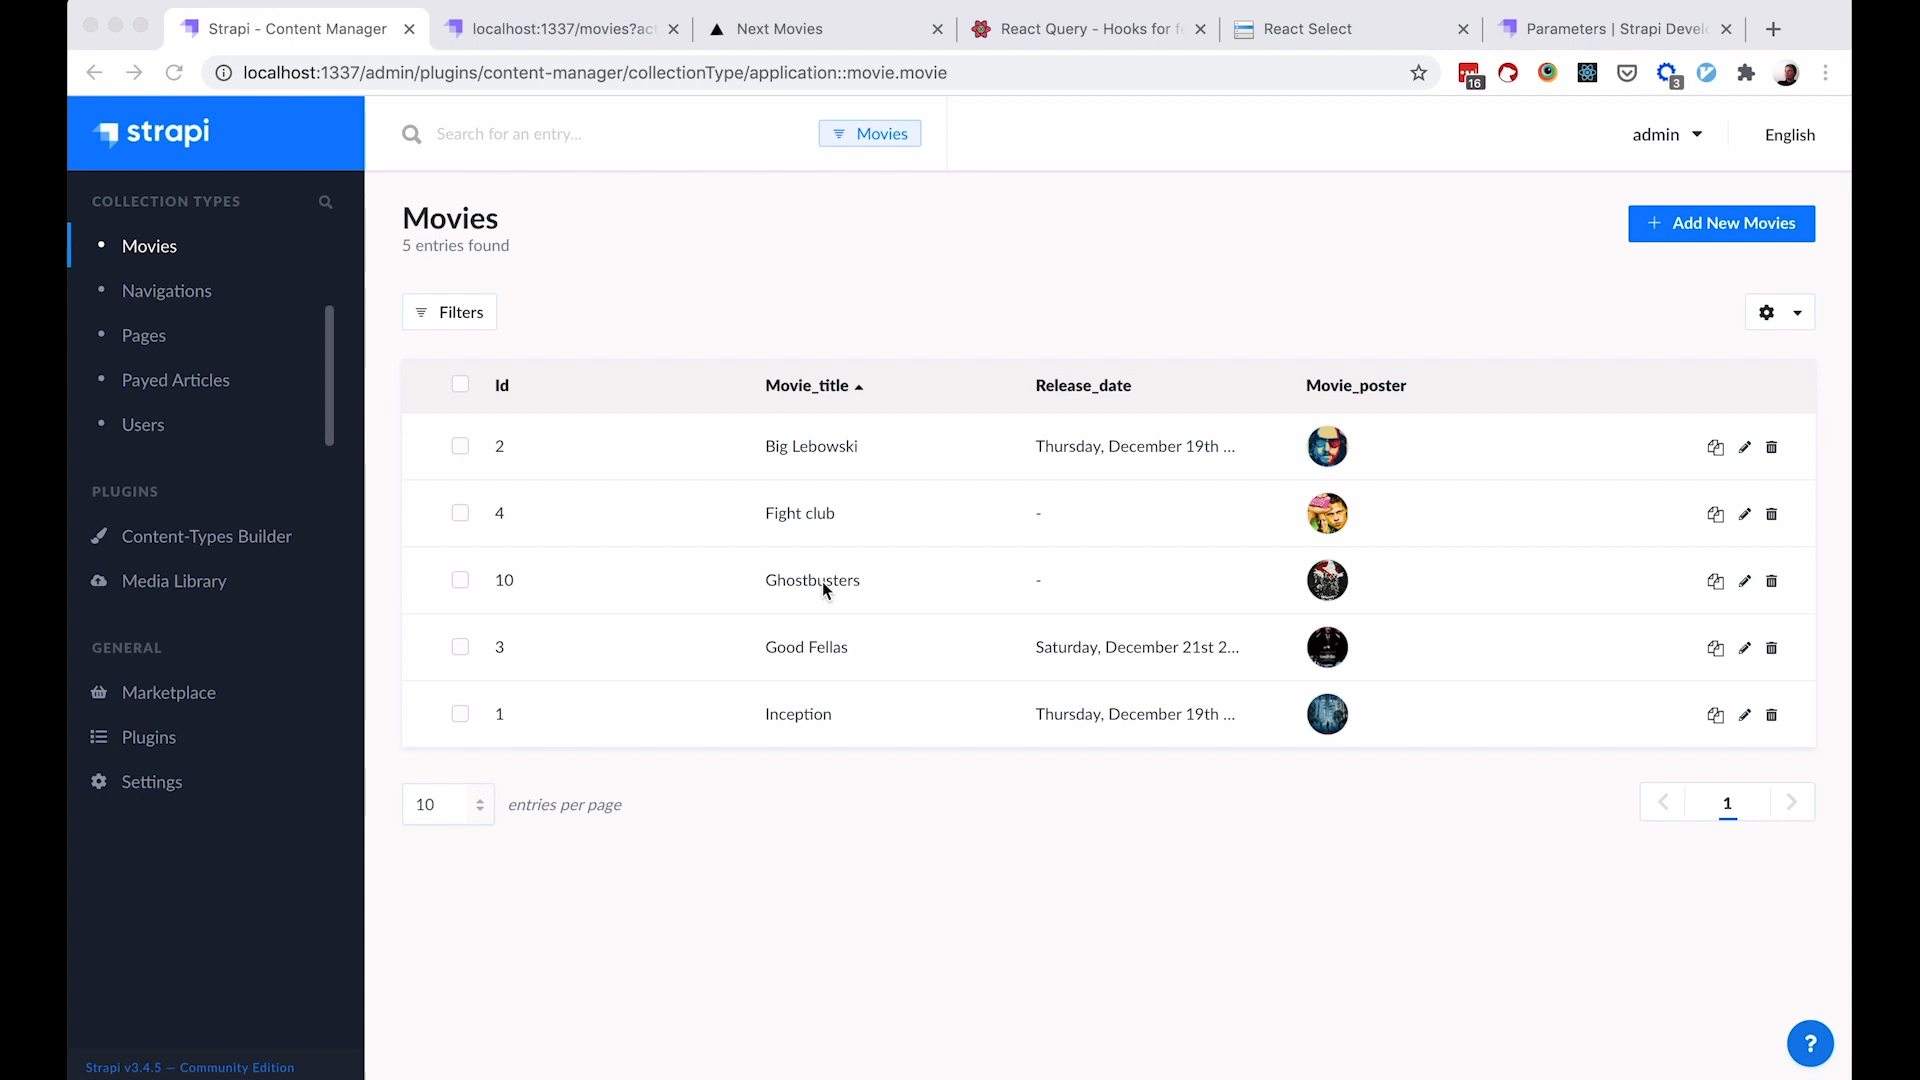 Strapi - Content Manager
localhost:1337/movies?act
Next Movies
React Query - Hooks for fe
React Select
Parameters | Strapi Develo
localhost:1337/admin/plugins/content-manager/collectionType/application::movie.movie
16
3
strapi
Search for an entry...
Movies
admin
English
COLLECTION TYPES
Movies
Navigations
Pages
Payed Articles
Users
PLUGINS
Content-Types Builder
Media Library
GENERAL
Marketplace
Plugins
Settings
Strapi v3.4.5 — Community Edition
Movies
5 entries found
+ Add New Movies
Filters
Id Movie_title Release_date Movie_poster
2 Big Lebowski Thursday, December 19th ...
4 Fight club -
10 Ghostbusters -
3 Good Fellas Saturday, December 21st 2...
1 Inception Thursday, December 19th ...
10 entries per page
1
?